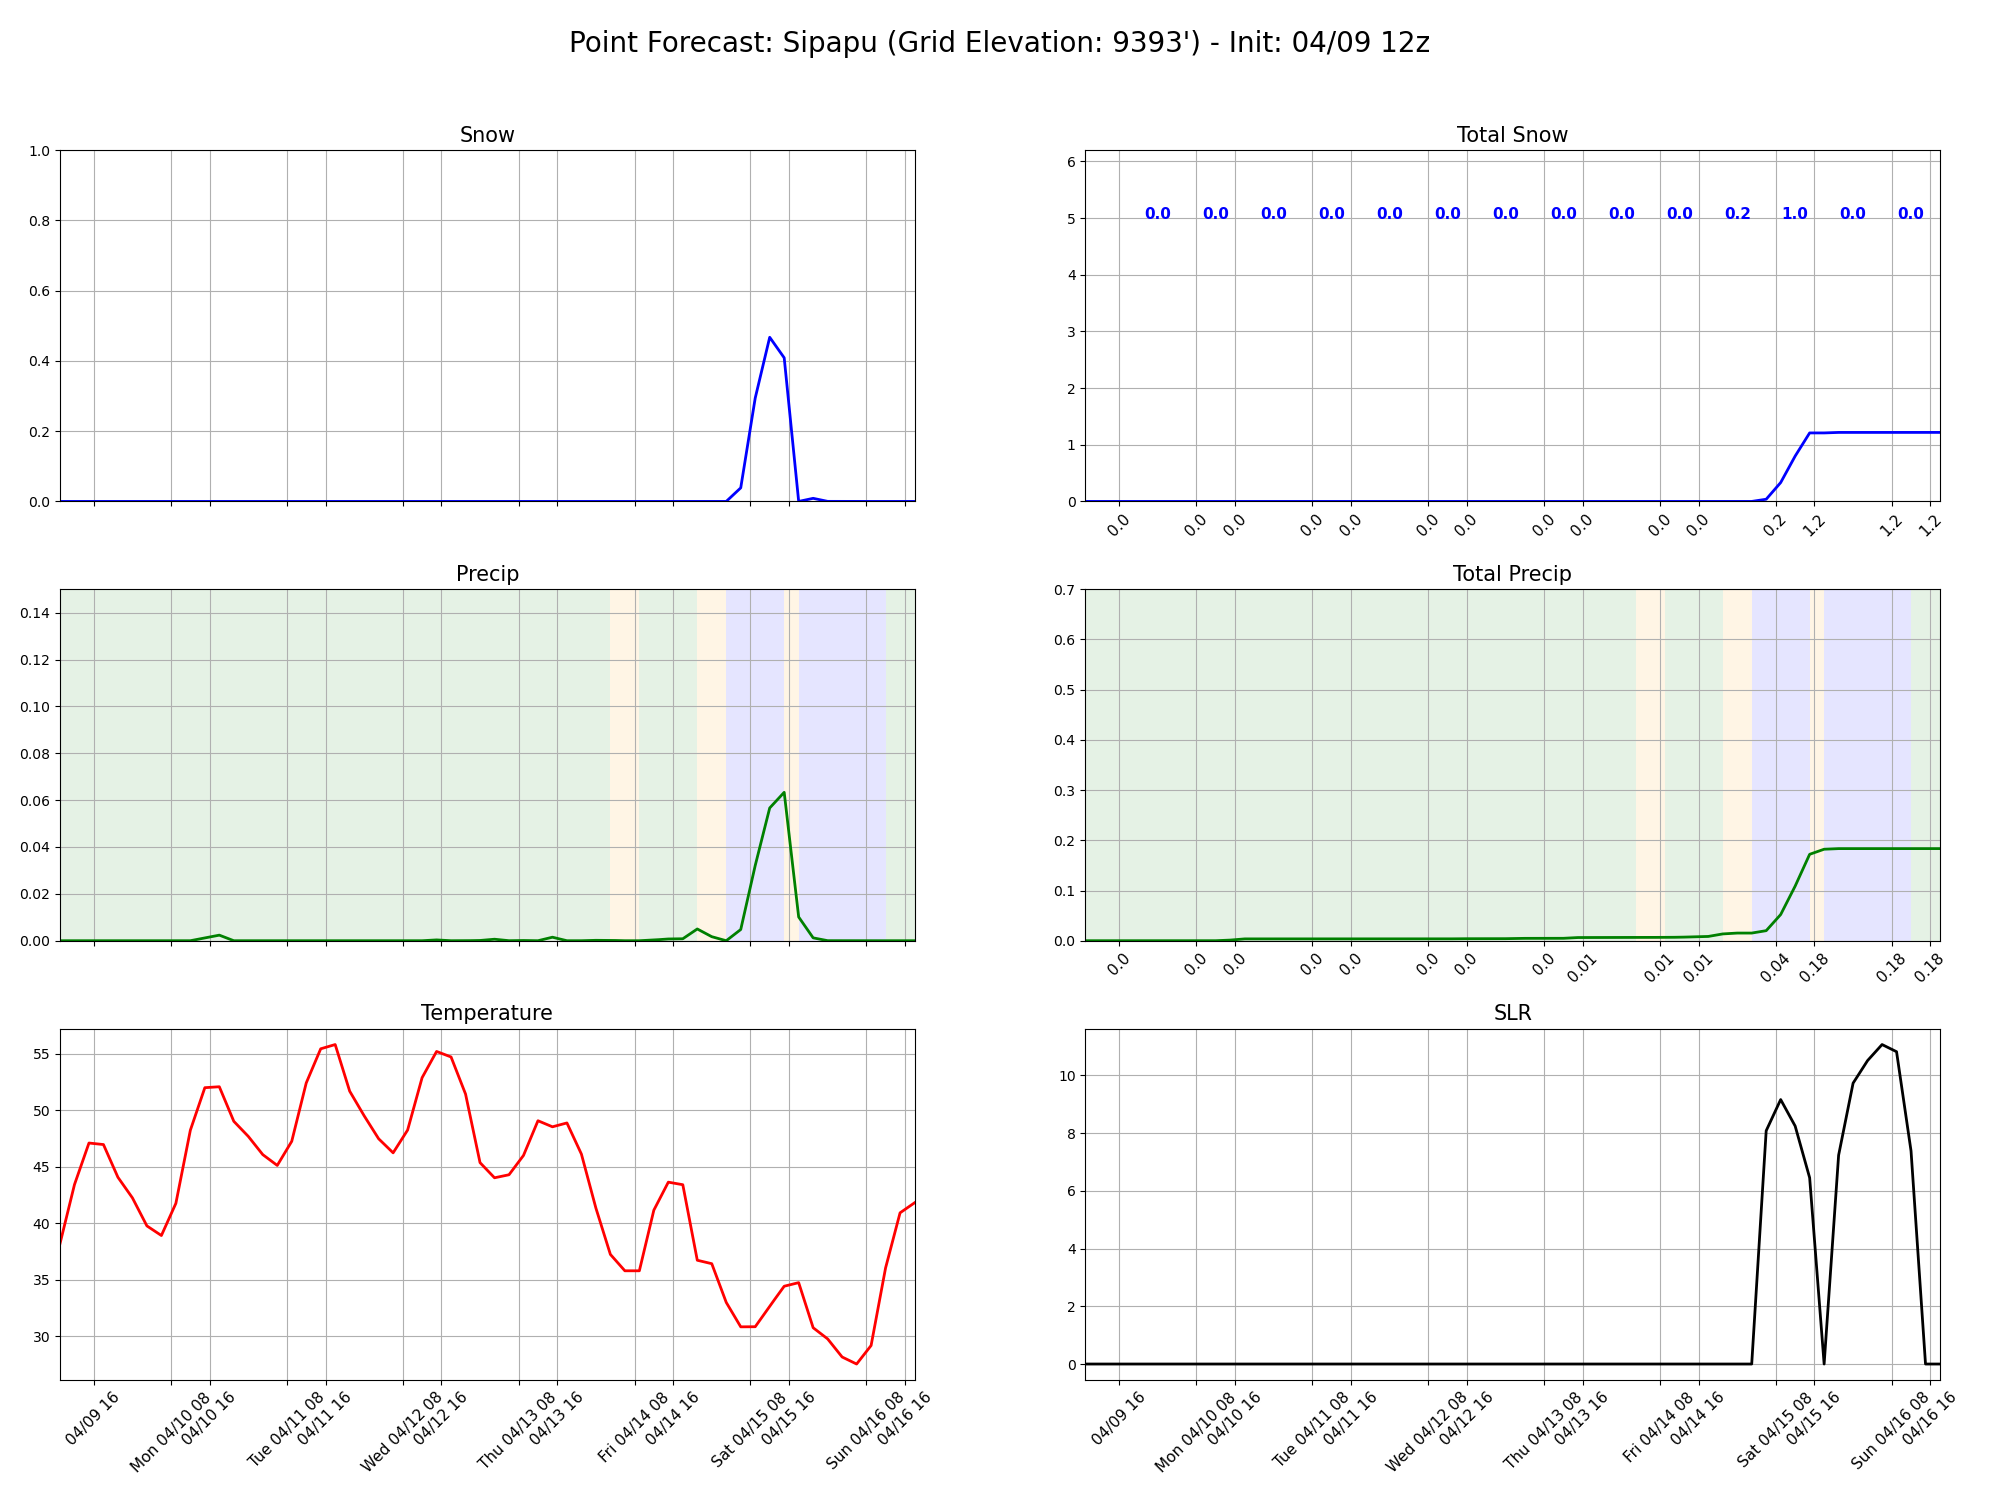 Point Forecast: Sipapu (Grid Elevation: 9393') - Init: 04/09 12z
Snow
1.0
0.8
0.6
0.4
0.2
0.0
Total Snow
6
5
4
3
2
1
0
0.0 0.0 0.0 0.0 0.0 0.0 0.0 0.0 0.0 0.0 0.2 1.0 0.0 0.0
0.0 0.0 0.0 0.0 0.0 0.0 0.0 0.0 0.0 0.0 0.0 0.2 1.2 1.2 1.2
Precip
0.14
0.12
0.10
0.08
0.06
0.04
0.02
0.00
Total Precip
0.7
0.6
0.5
0.4
0.3
0.2
0.1
0.0
0.0 0.0 0.0 0.0 0.0 0.0 0.0 0.0 0.01 0.01 0.01 0.04 0.18 0.18 0.18
Temperature
55
50
45
40
35
30
04/09 16
Mon 04/10 08
04/10 16
Tue 04/11 08
04/11 16
Wed 04/12 08
04/12 16
Thu 04/13 08
04/13 16
Fri 04/14 08
04/14 16
Sat 04/15 08
04/15 16
Sun 04/16 08
04/16 16
SLR
10
8
6
4
2
0
04/09 16
Mon 04/10 08
04/10 16
Tue 04/11 08
04/11 16
Wed 04/12 08
04/12 16
Thu 04/13 08
04/13 16
Fri 04/14 08
04/14 16
Sat 04/15 08
04/15 16
Sun 04/16 08
04/16 16